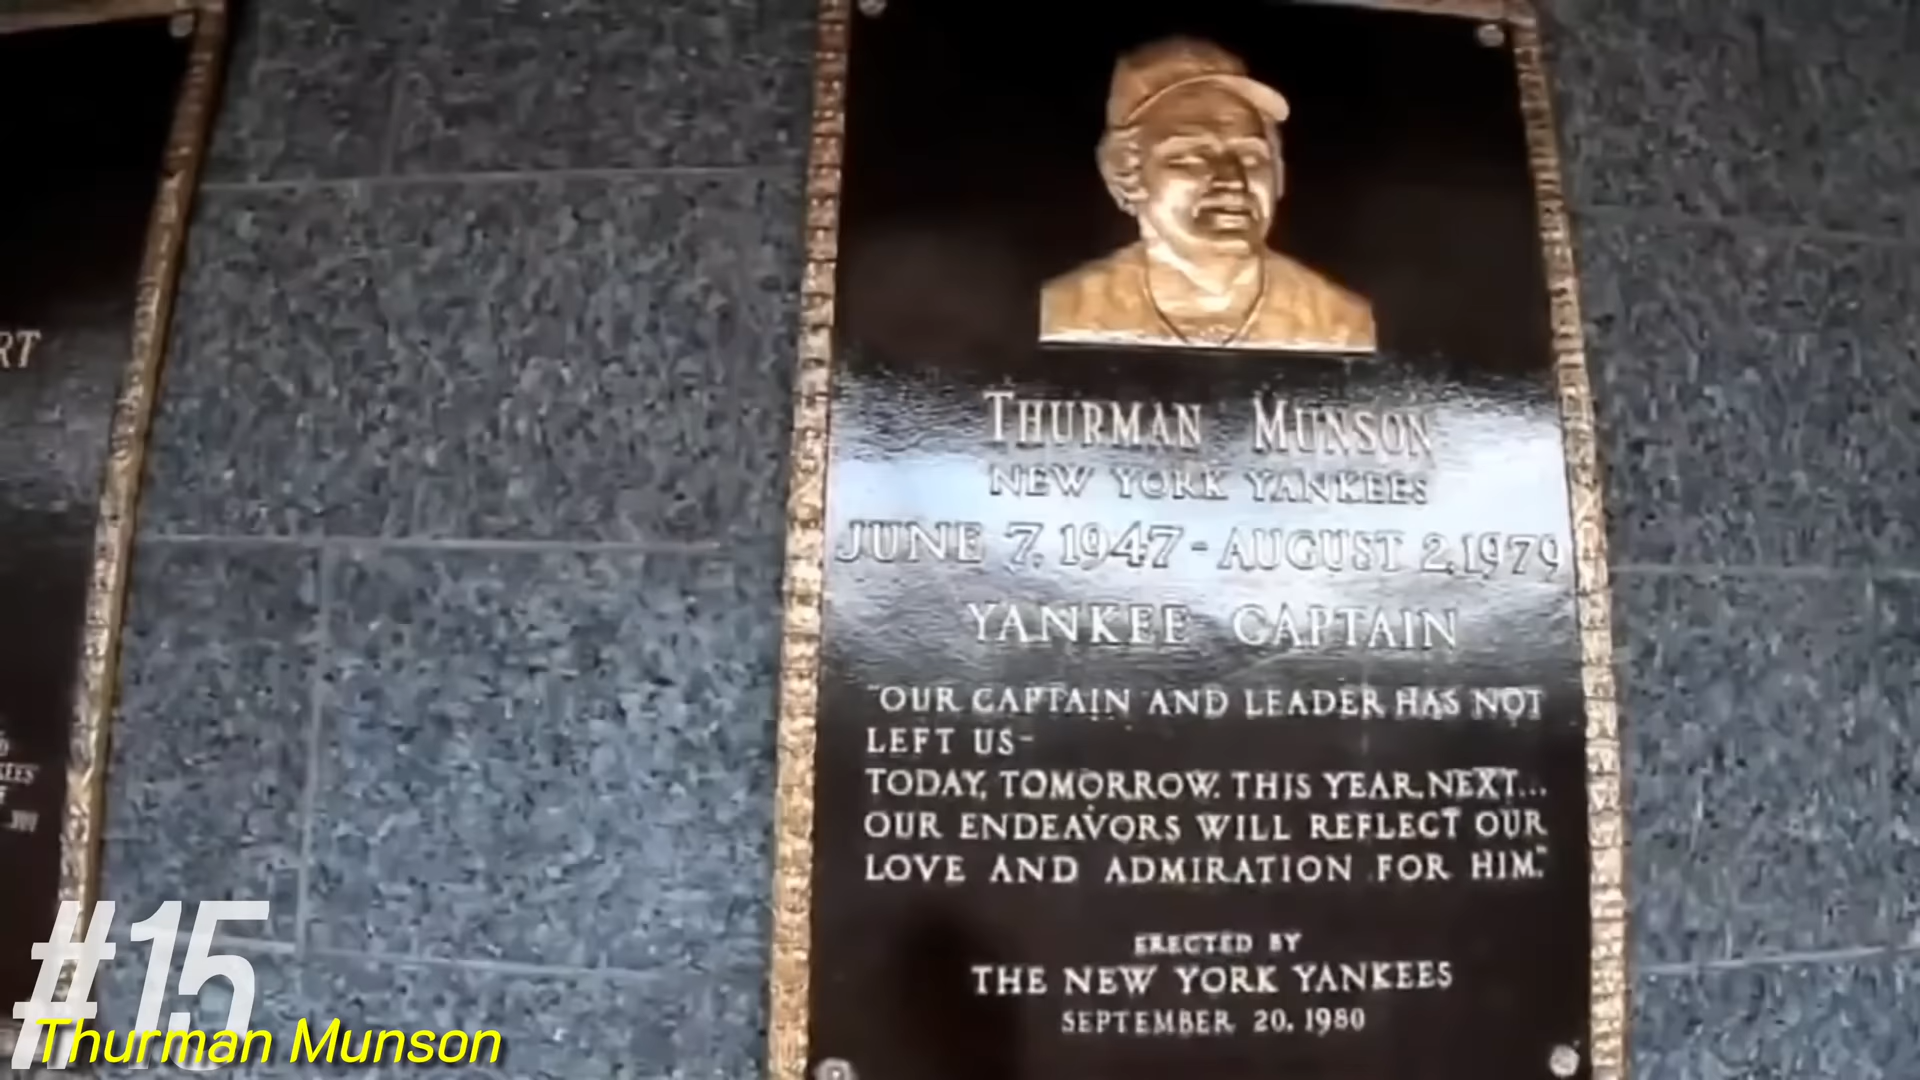 RT
THURMAN MUNSON
NEW YORK YANKEES
JUNE 7, 1947 - AUGUST 2, 1979
YANKEE CAPTAIN
"OUR CAPTAIN AND LEADER HAS NOT
LEFT US-
TODAY, TOMORROW, THIS YEAR, NEXT...
OUR ENDEAVORS WILL REFLECT OUR
LOVE AND ADMIRATION FOR HIM."
ERECTED BY
THE NEW YORK YANKEES
SEPTEMBER 20, 1980
#15
Thurman Munson